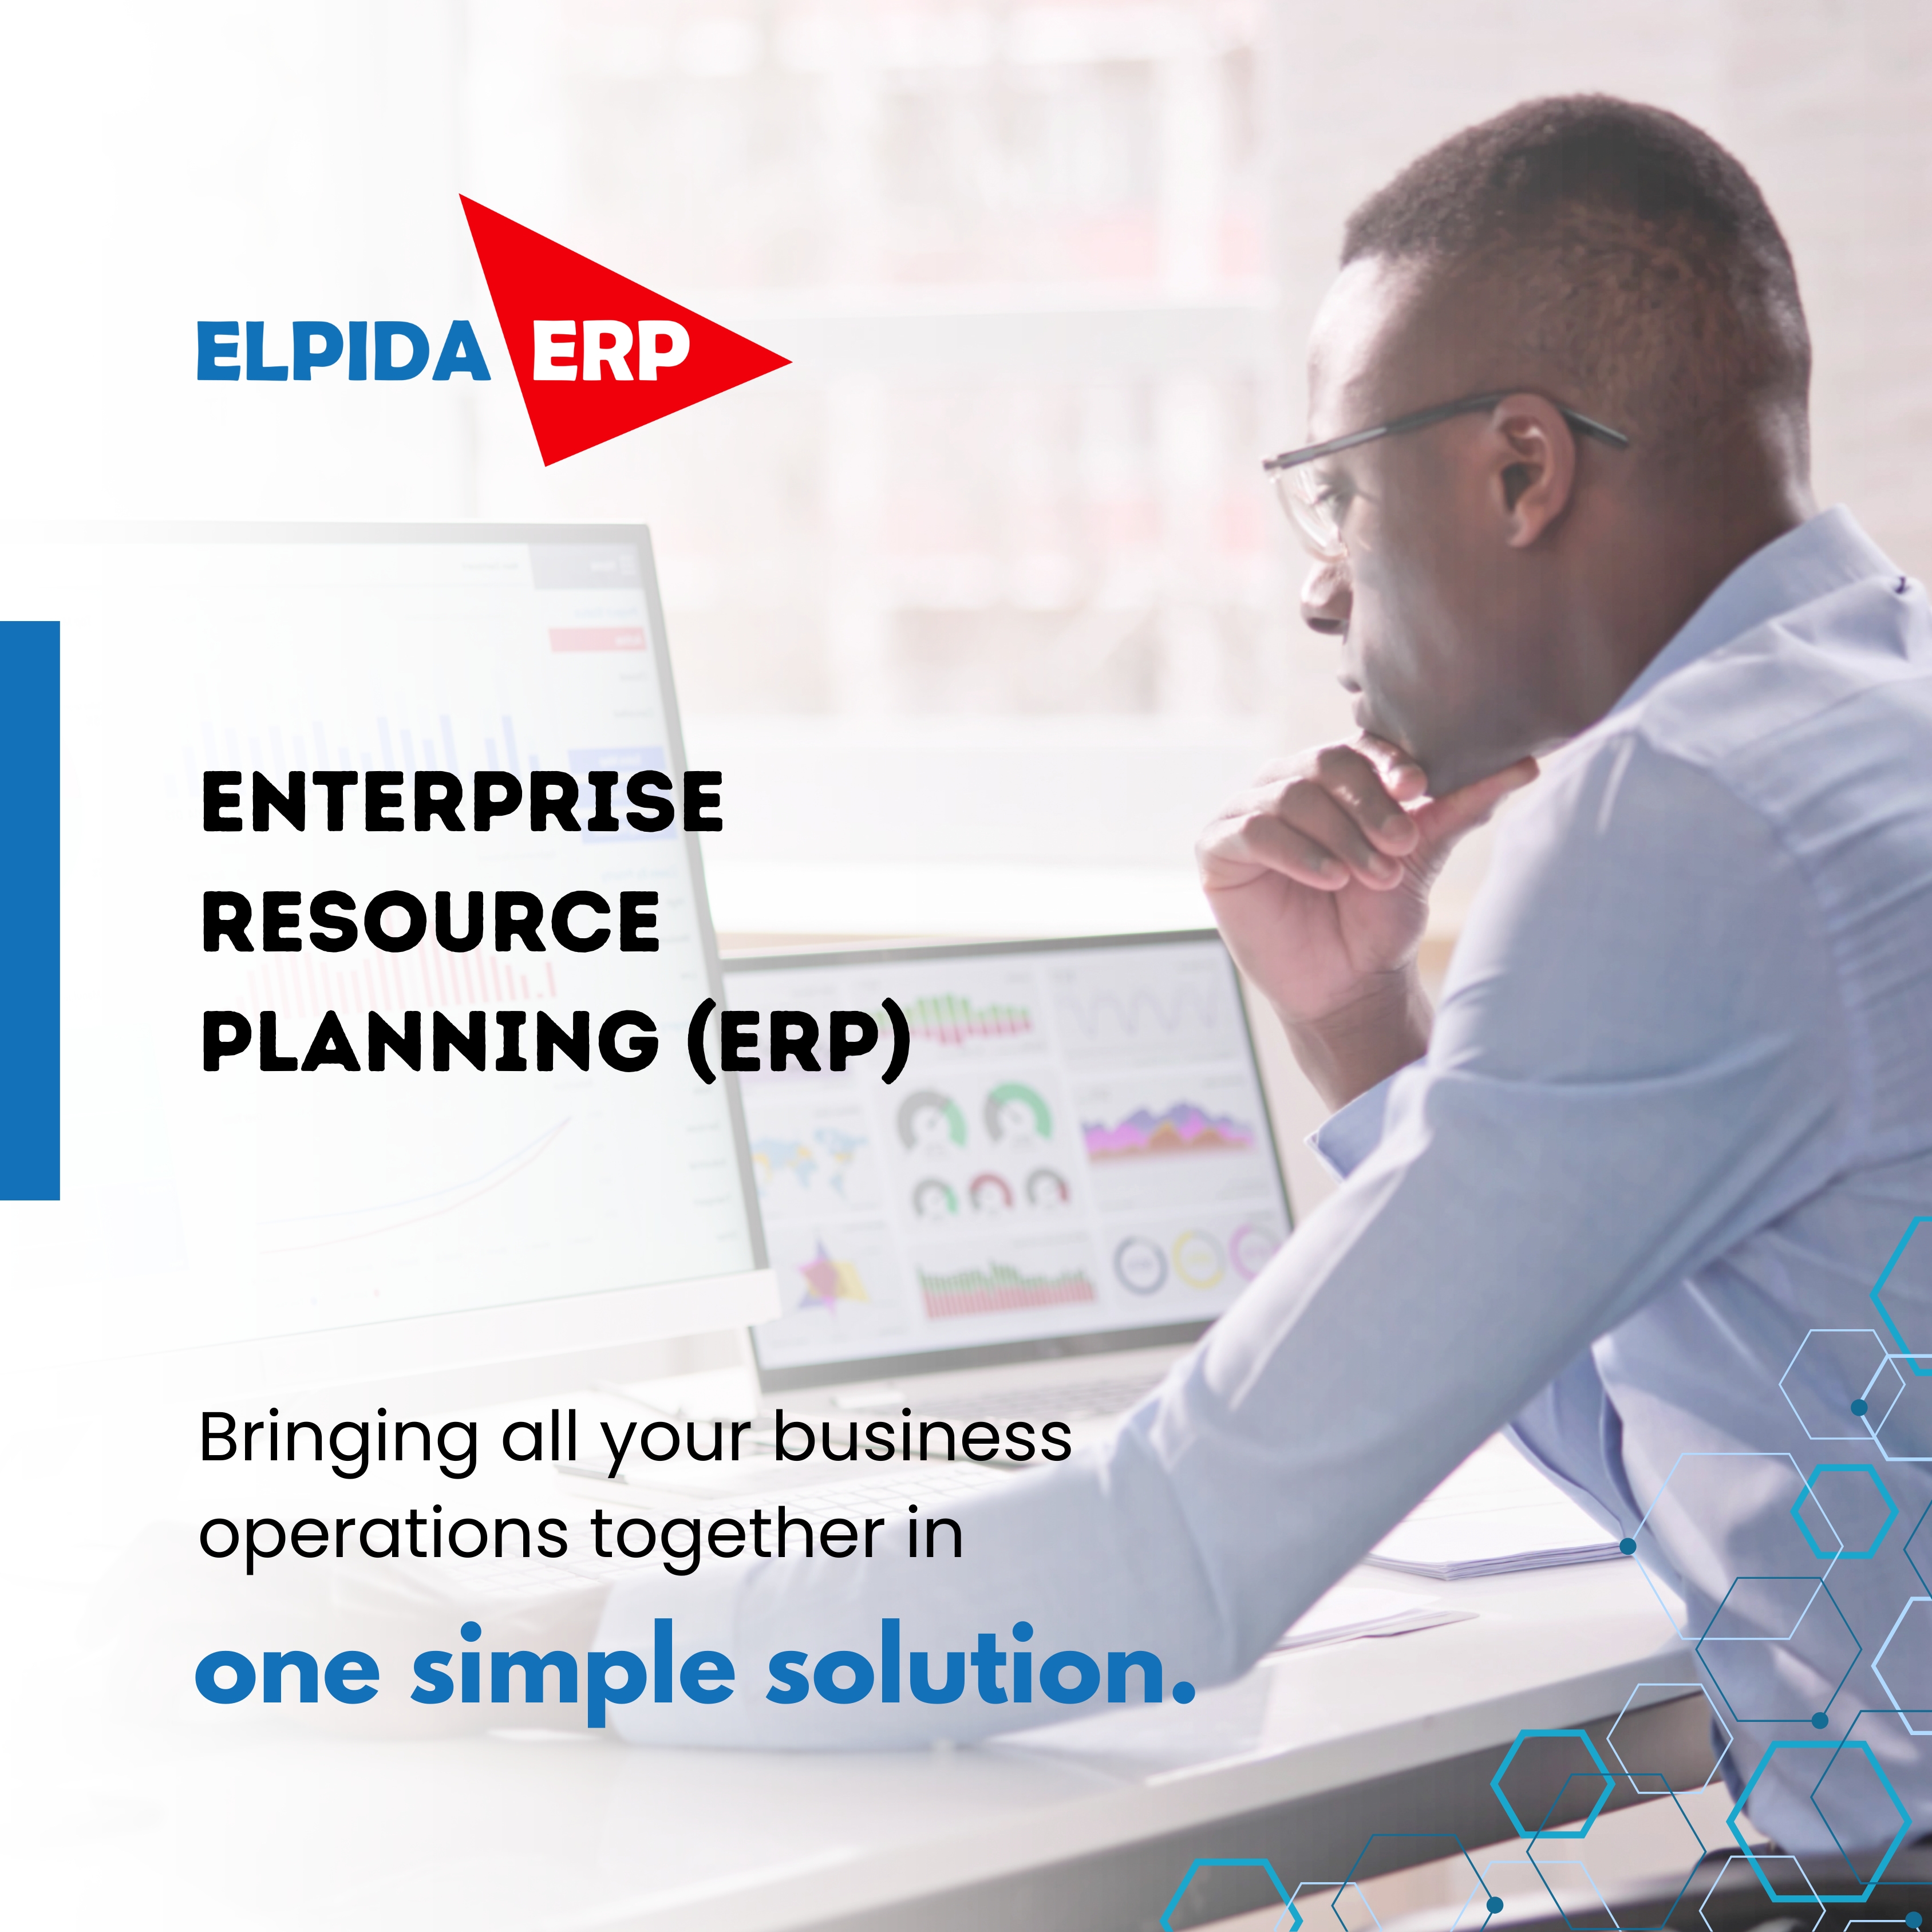 ELPIDA ERP
ENTERPRISE
RESOURCE
PLANNING (ERP)
Bringing all your business
operations together in
one simple solution.